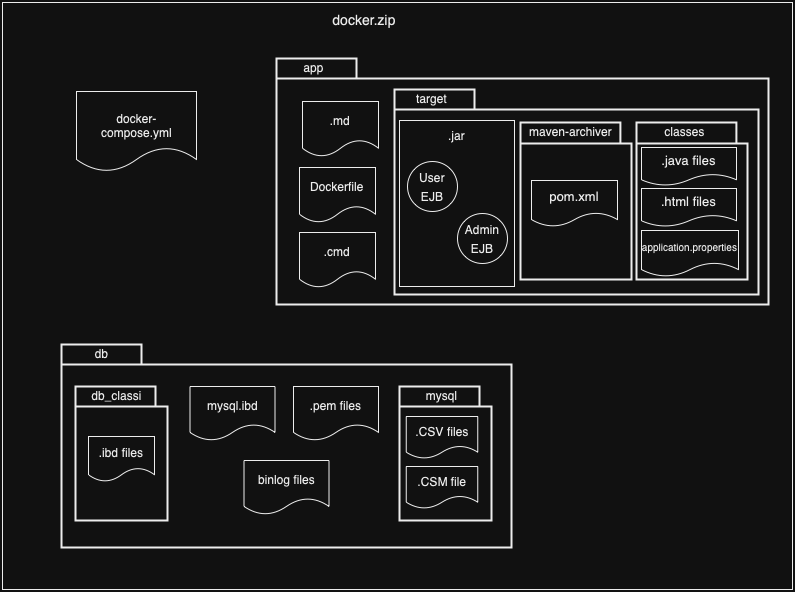 docker.zip
docker-
compose.yml
app
.md
Dockerfile
.cmd
target
.jar
User
EJB
Admin
EJB
maven-archiver
pom.xml
classes
.java files
.html files
application.properties
db
db_classi
.ibd files
mysql.ibd
.pem files
binlog files
mysql
.CSV files
.CSM file